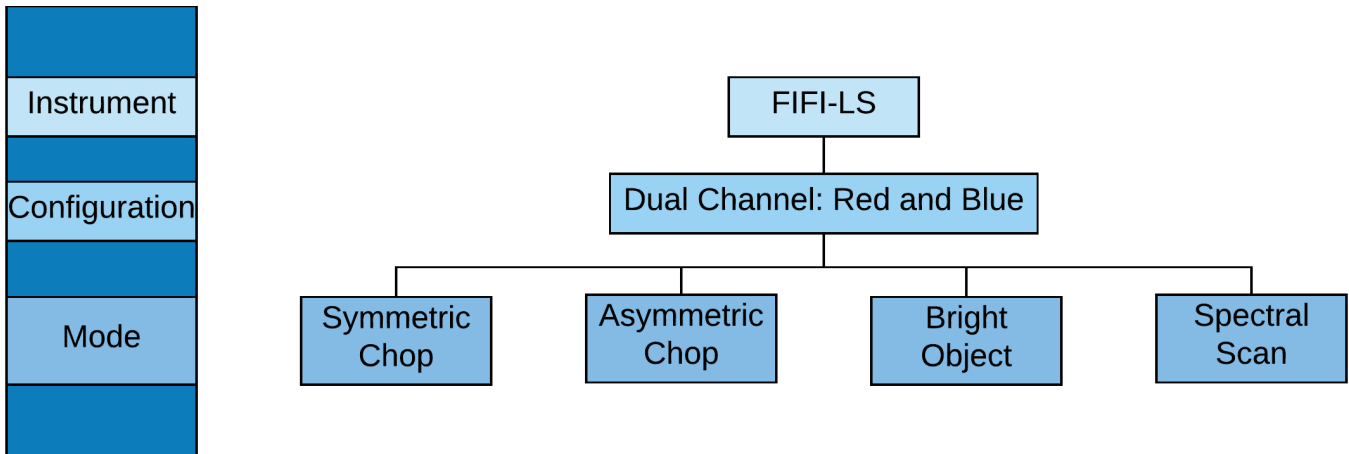 Instrument
FIFI-LS
Configuration
Dual Channel: Red and Blue
Mode
Symmetric
Chop
Asymmetric
Chop
Bright
Object
Spectral
Scan